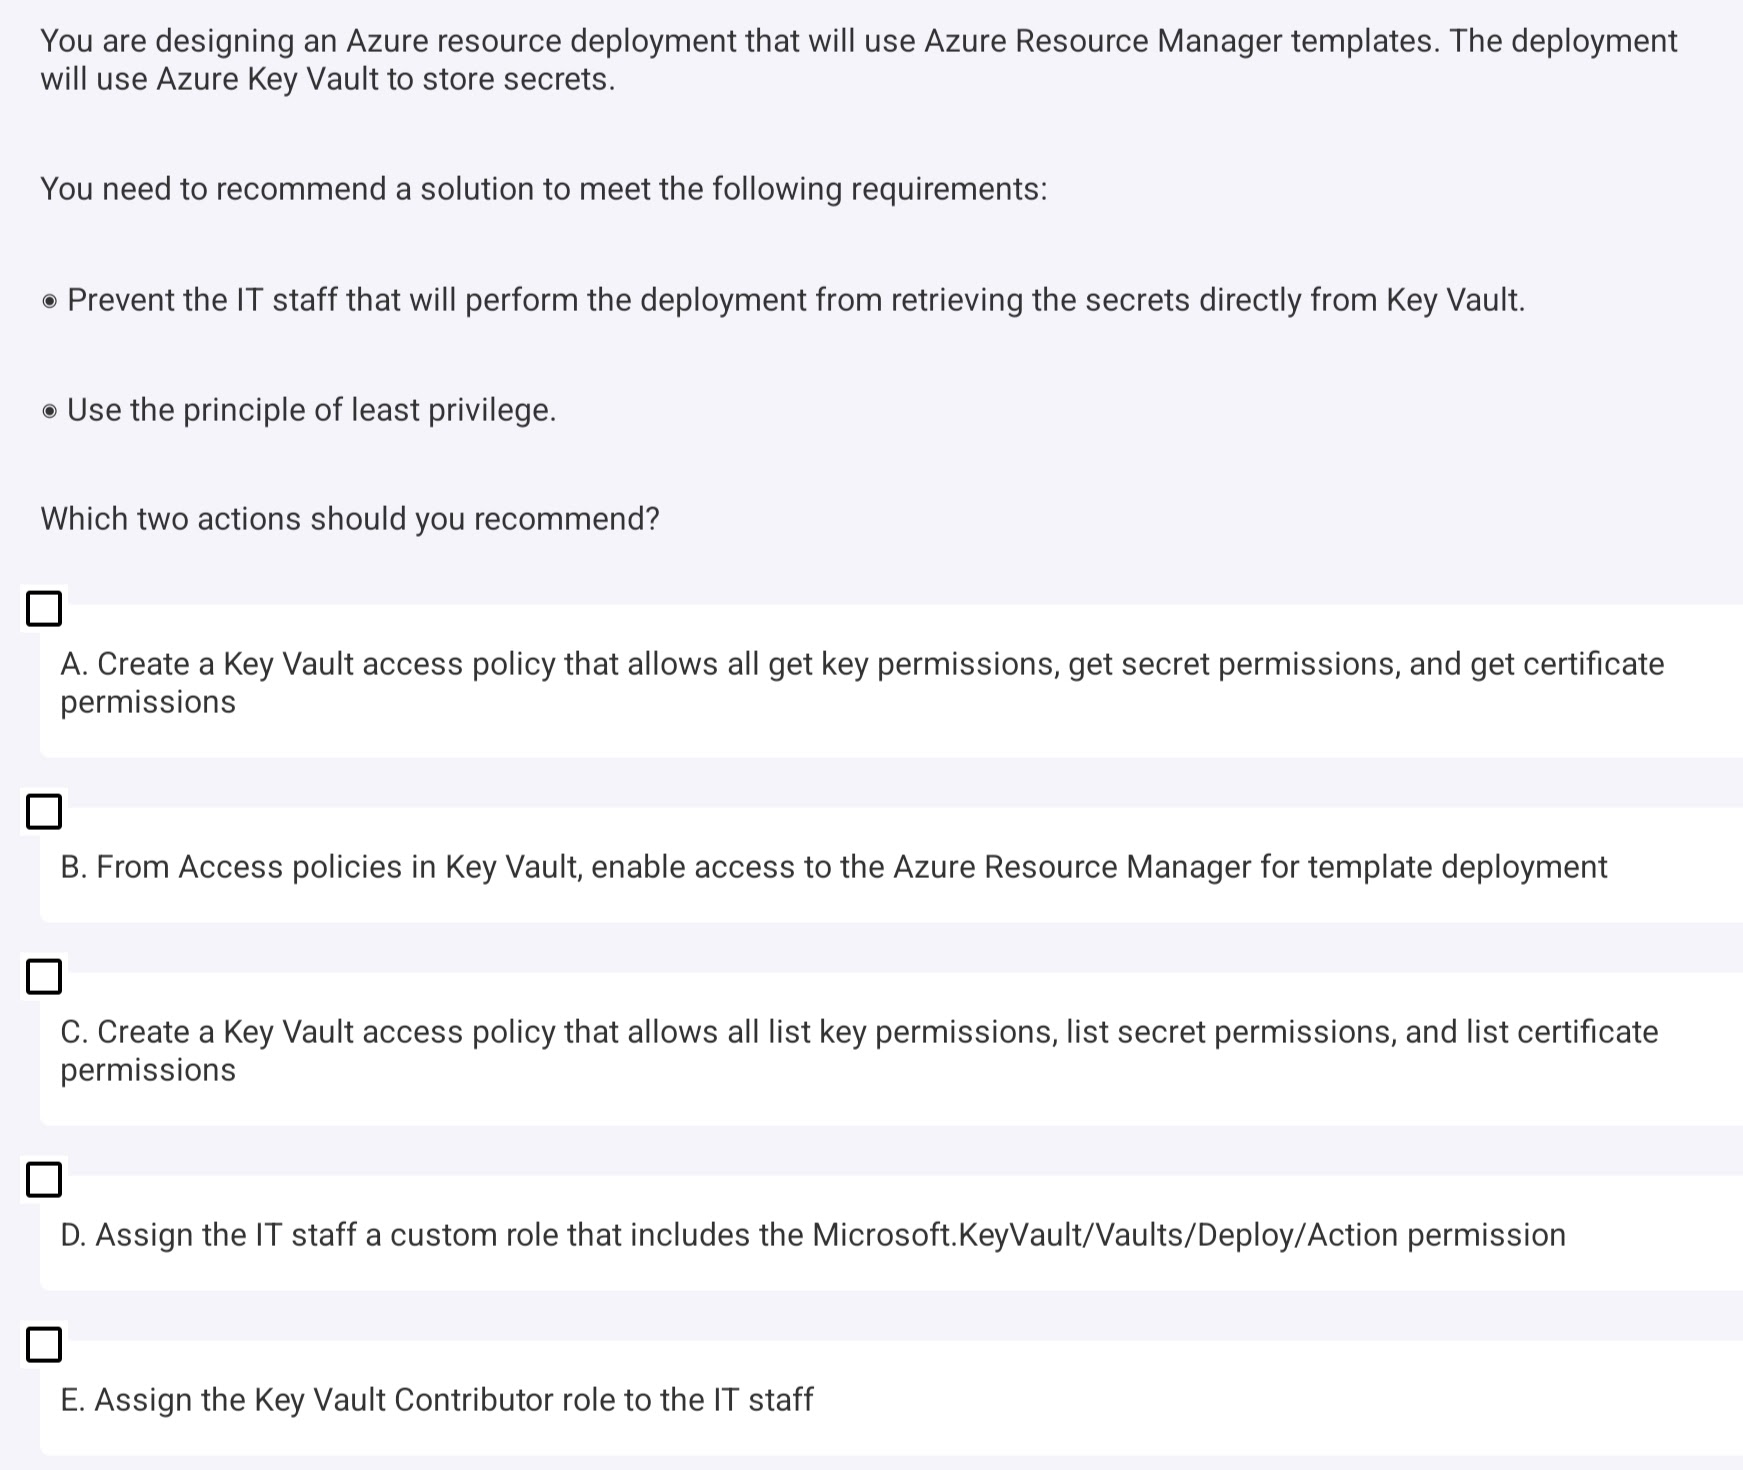 You are designing an Azure resource deployment that will use Azure Resource Manager templates. The deployment
will use Azure Key Vault to store secrets.
You need to recommend a solution to meet the following requirements:
◉ Prevent the IT staff that will perform the deployment from retrieving the secrets directly from Key Vault.
◉ Use the principle of least privilege.
Which two actions should you recommend?
A. Create a Key Vault access policy that allows all get key permissions, get secret permissions, and get certificate
permissions
B. From Access policies in Key Vault, enable access to the Azure Resource Manager for template deployment
C. Create a Key Vault access policy that allows all list key permissions, list secret permissions, and list certificate
permissions
D. Assign the IT staff a custom role that includes the Microsoft.KeyVault/Vaults/Deploy/Action permission
E. Assign the Key Vault Contributor role to the IT staff